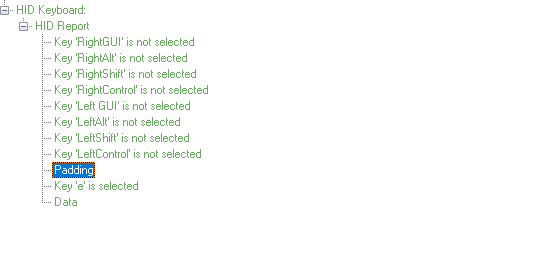 HID Keyboard:
HID Report
Key 'RightGUI' is not selected
Key 'RightAlt' is not selected
Key 'RightShift' is not selected
Key 'RightControl' is not selected
Key 'Left GUI' is not selected
Key 'LeftAlt' is not selected
Key 'LeftShift' is not selected
Key 'LeftControl' is not selected
Padding
Key 'e' is selected
Data